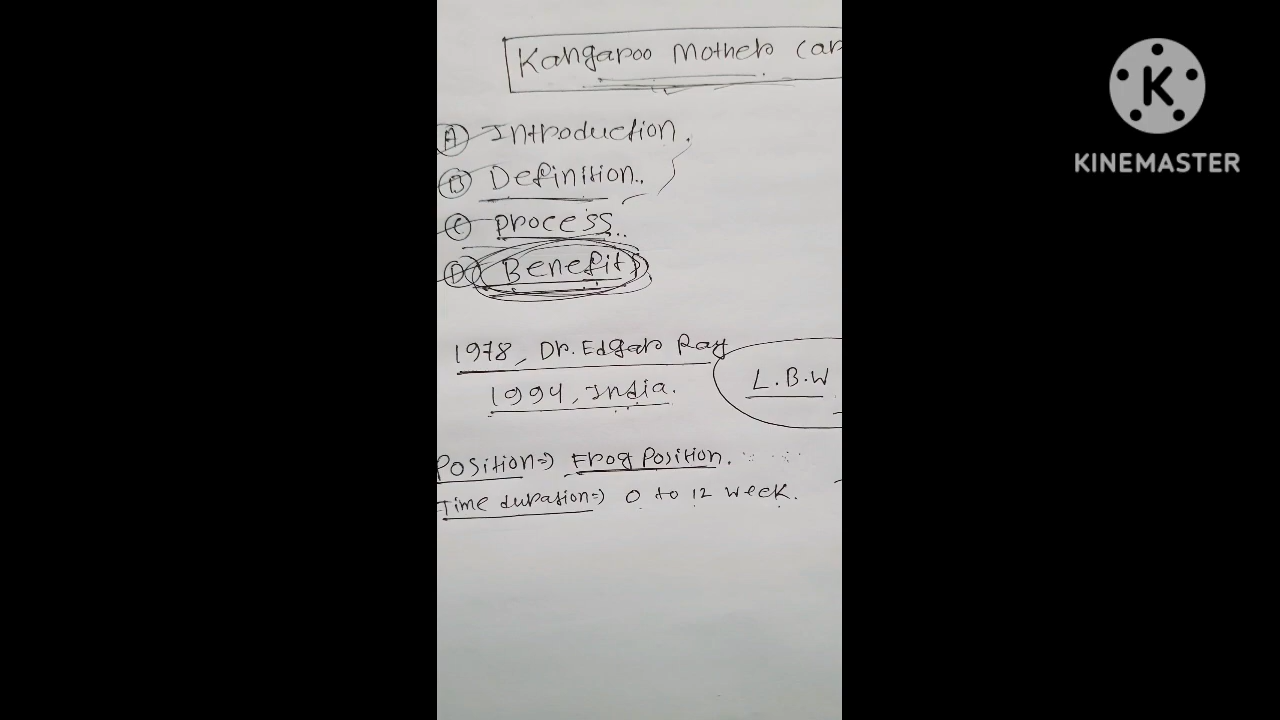 Kangaroo Mother Car
A Introduction.
B Definition..
C Process..
D Benefits
1978, Dr. Edgar Ray
1994, India.
L.B.W
Position=> Frog Position.
Time duration=> 0 to 12 week.
K
KINEMASTER